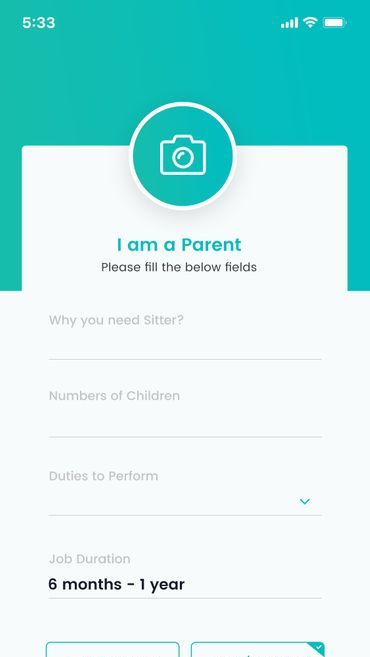 5:33
I am a Parent
Please fill the below fields
Why you need Sitter?
Numbers of Children
Duties to Perform
Job Duration
6 months - 1 year